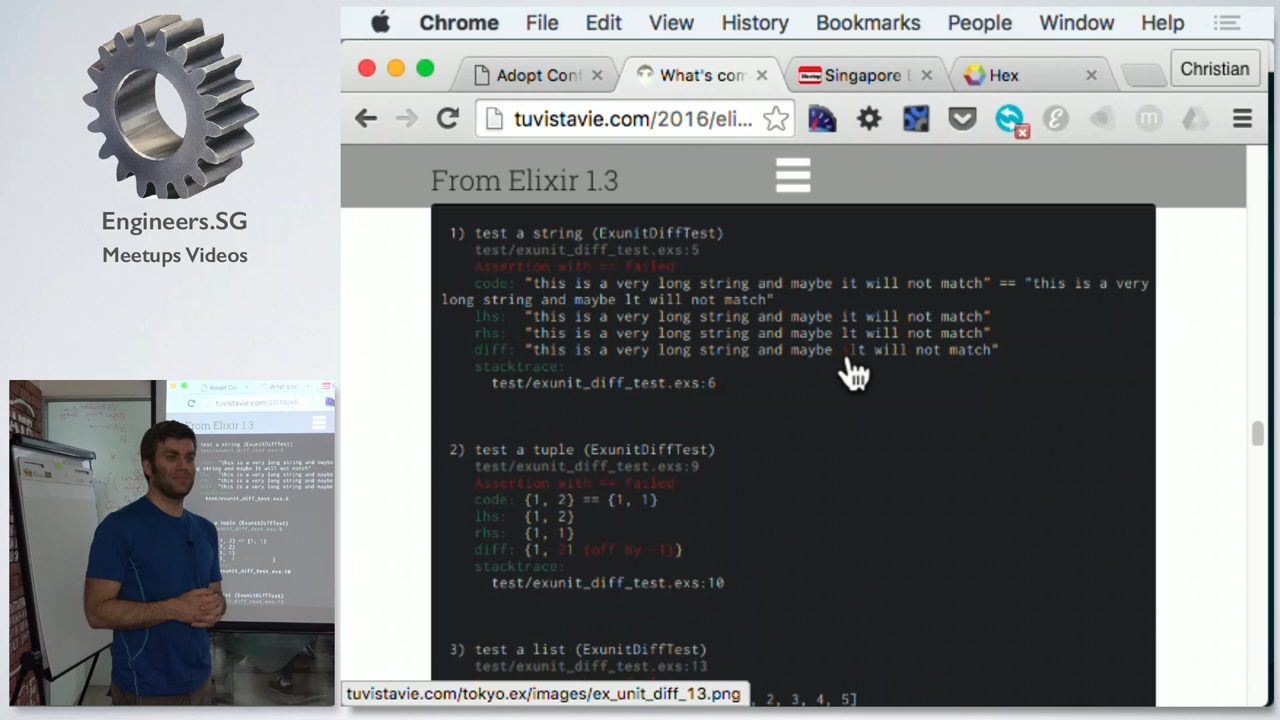 Engineers.SG
Meetups Videos
Chrome File Edit View History Bookmarks People Window Help
Adopt Con
What's com
Singapore
Hex
Christian
tuvistavie.com/2016/eli...
From Elixir 1.3
1) test a string (ExunitDiffTest)
test/exunit_diff_test.exs:5
Assertion with == failed
code: "this is a very long string and maybe it will not match" == "this is a very
long string and maybe lt will not match"
lhs: "this is a very long string and maybe it will not match"
rhs: "this is a very long string and maybe lt will not match"
diff: "this is a very long string and maybe ilt will not match"
stacktrace:
test/exunit_diff_test.exs:6
2) test a tuple (ExunitDiffTest)
test/exunit_diff_test.exs:9
Assertion with == failed
code: {1, 2} == {1, 1}
lhs: {1, 2}
rhs: {1, 1}
diff: {1, 21 (off by -1)}
stacktrace:
test/exunit_diff_test.exs:10
3) test a list (ExunitDiffTest)
test/exunit_diff_test.exs:13
, 2, 3, 4, 5]
tuvistavie.com/tokyo.ex/images/ex_unit_diff_13.png
From Elixir 1.3